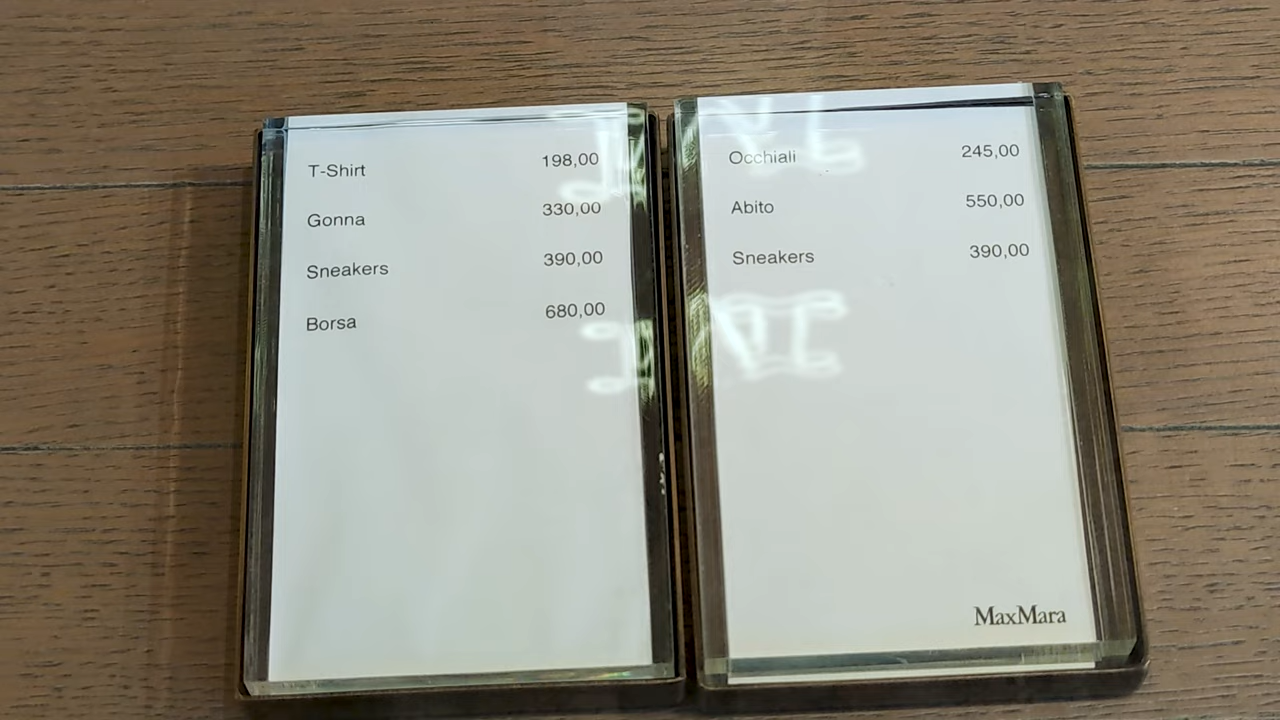 T-Shirt 198,00
Gonna 330,00
Sneakers 390,00
Borsa 680,00
Occhiali 245,00
Abito 550,00
Sneakers 390,00
MaxMara